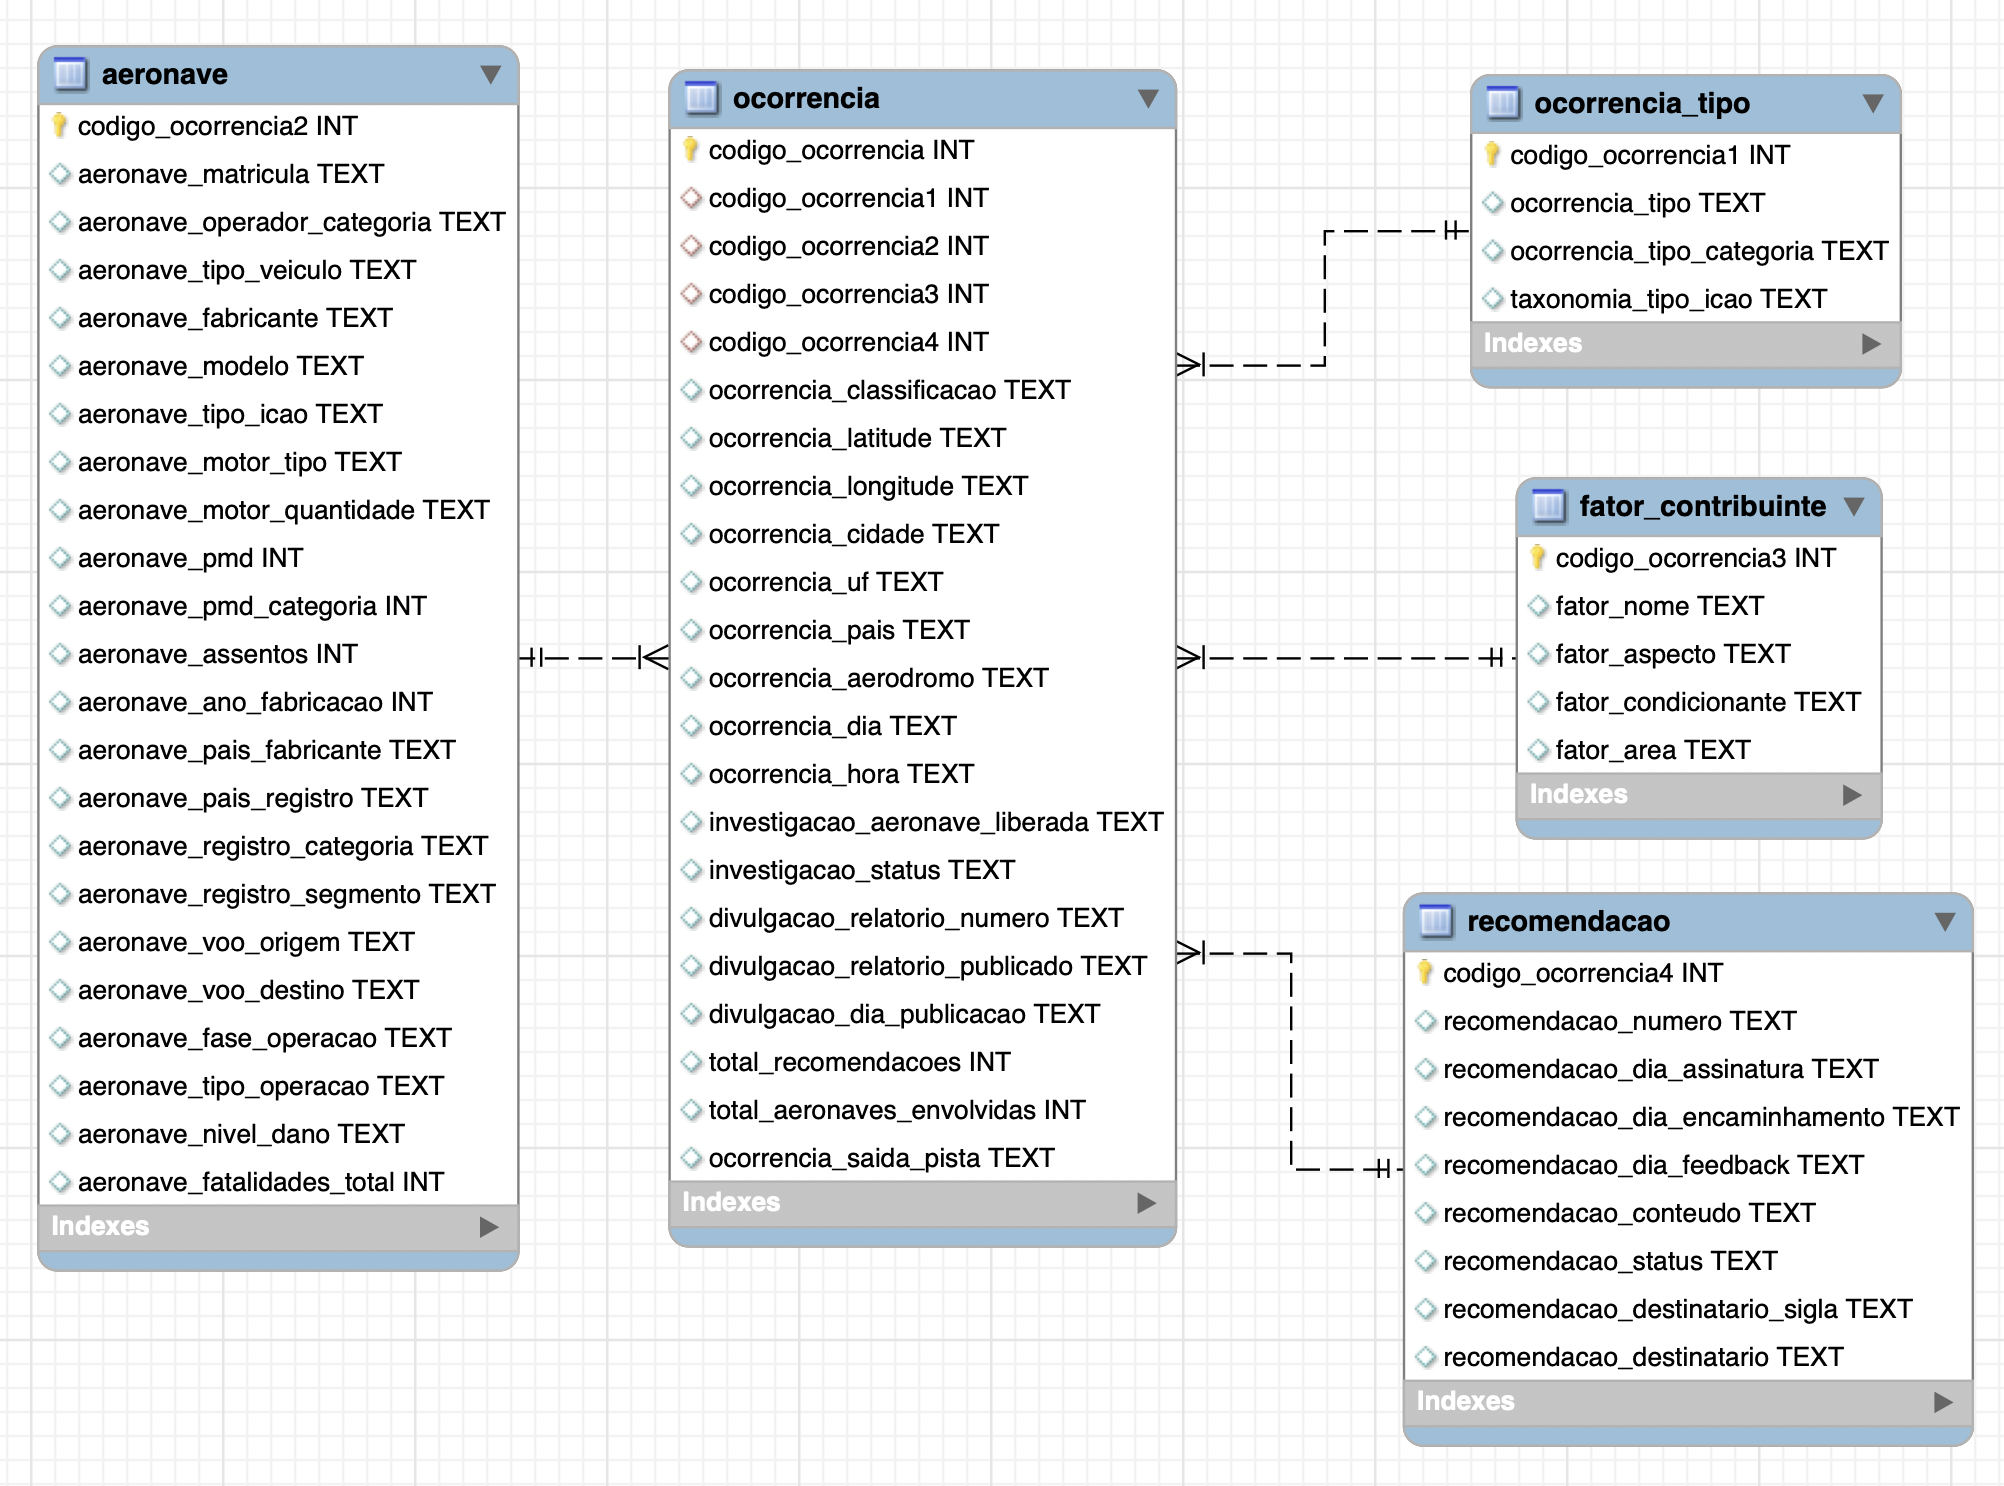 aeronave
codigo_ocorrencia2 INT
aeronave_matricula TEXT
aeronave_operador_categoria TEXT
aeronave_tipo_veiculo TEXT
aeronave_fabricante TEXT
aeronave_modelo TEXT
aeronave_tipo_icao TEXT
aeronave_motor_tipo TEXT
aeronave_motor_quantidade TEXT
aeronave_pmd INT
aeronave_pmd_categoria INT
aeronave_assentos INT
aeronave_ano_fabricacao INT
aeronave_pais_fabricante TEXT
aeronave_pais_registro TEXT
aeronave_registro_categoria TEXT
aeronave_registro_segmento TEXT
aeronave_voo_origem TEXT
aeronave_voo_destino TEXT
aeronave_fase_operacao TEXT
aeronave_tipo_operacao TEXT
aeronave_nivel_dano TEXT
aeronave_fatalidades_total INT
Indexes
ocorrencia
codigo_ocorrencia INT
codigo_ocorrencia1 INT
codigo_ocorrencia2 INT
codigo_ocorrencia3 INT
codigo_ocorrencia4 INT
ocorrencia_classificacao TEXT
ocorrencia_latitude TEXT
ocorrencia_longitude TEXT
ocorrencia_cidade TEXT
ocorrencia_uf TEXT
ocorrencia_pais TEXT
ocorrencia_aerodromo TEXT
ocorrencia_dia TEXT
ocorrencia_hora TEXT
investigacao_aeronave_liberada TEXT
investigacao_status TEXT
divulgacao_relatorio_numero TEXT
divulgacao_relatorio_publicado TEXT
divulgacao_dia_publicacao TEXT
total_recomendacoes INT
total_aeronaves_envolvidas INT
ocorrencia_saida_pista TEXT
Indexes
ocorrencia_tipo
codigo_ocorrencia1 INT
ocorrencia_tipo TEXT
ocorrencia_tipo_categoria TEXT
taxonomia_tipo_icao TEXT
Indexes
fator_contribuinte
codigo_ocorrencia3 INT
fator_nome TEXT
fator_aspecto TEXT
fator_condicionante TEXT
fator_area TEXT
Indexes
recomendacao
codigo_ocorrencia4 INT
recomendacao_numero TEXT
recomendacao_dia_assinatura TEXT
recomendacao_dia_encaminhamento TEXT
recomendacao_dia_feedback TEXT
recomendacao_conteudo TEXT
recomendacao_status TEXT
recomendacao_destinatario_sigla TEXT
recomendacao_destinatario TEXT
Indexes